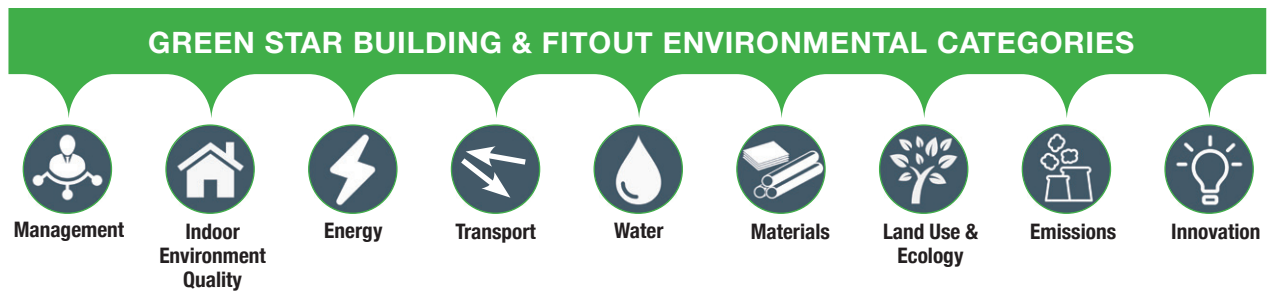 GREEN STAR BUILDING & FITOUT ENVIRONMENTAL CATEGORIES
Management
Indoor
Environment
Quality
Energy
Transport
Water
Materials
Land Use &
Ecology
Emissions
Innovation